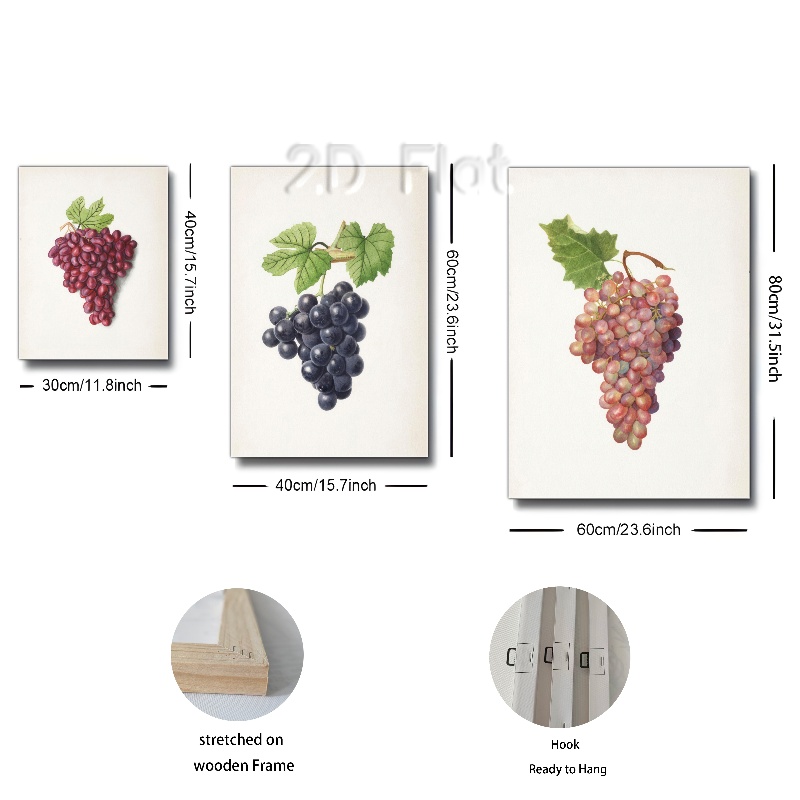 2D Flat
40cm/15.7inch
30cm/11.8inch
60cm/23.6inch
40cm/15.7inch
80cm/31.5inch
60cm/23.6inch
stretched on
wooden Frame
Hook
Ready to Hang